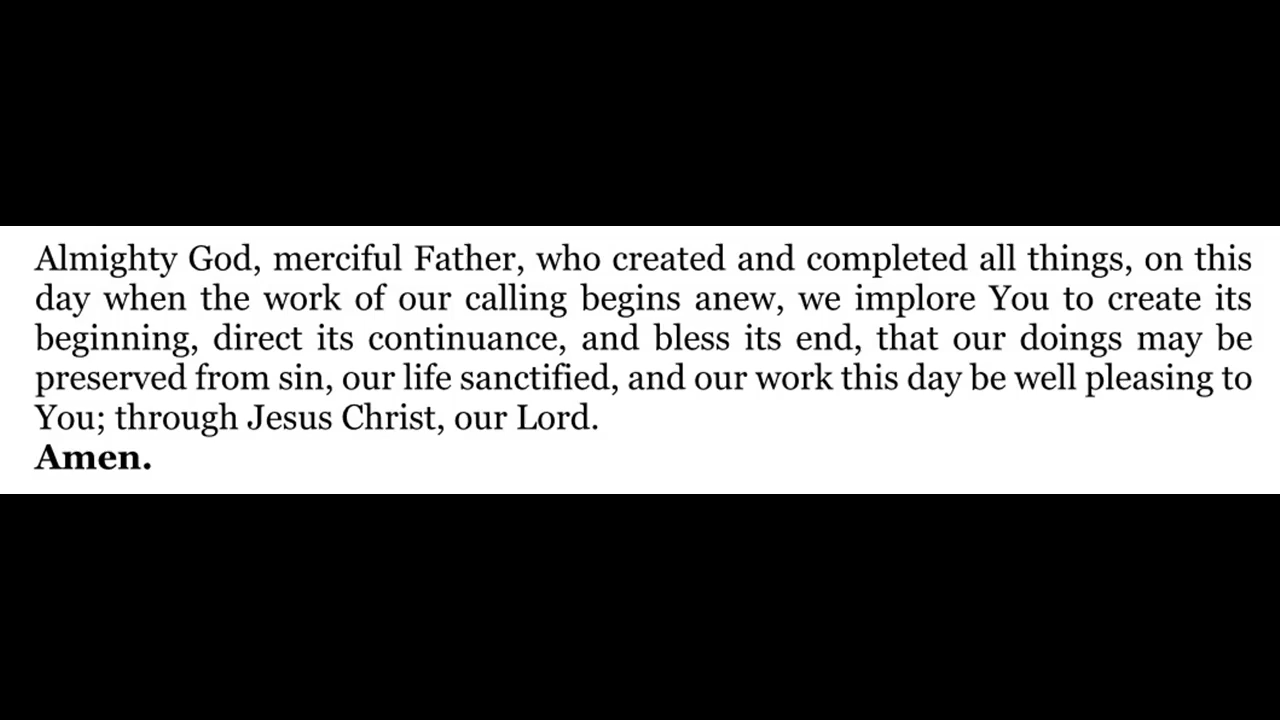 Almighty God, merciful Father, who created and completed all things, on this
day when the work of our calling begins anew, we implore You to create its
beginning, direct its continuance, and bless its end, that our doings may be
preserved from sin, our life sanctified, and our work this day be well pleasing to
You; through Jesus Christ, our Lord.
Amen.